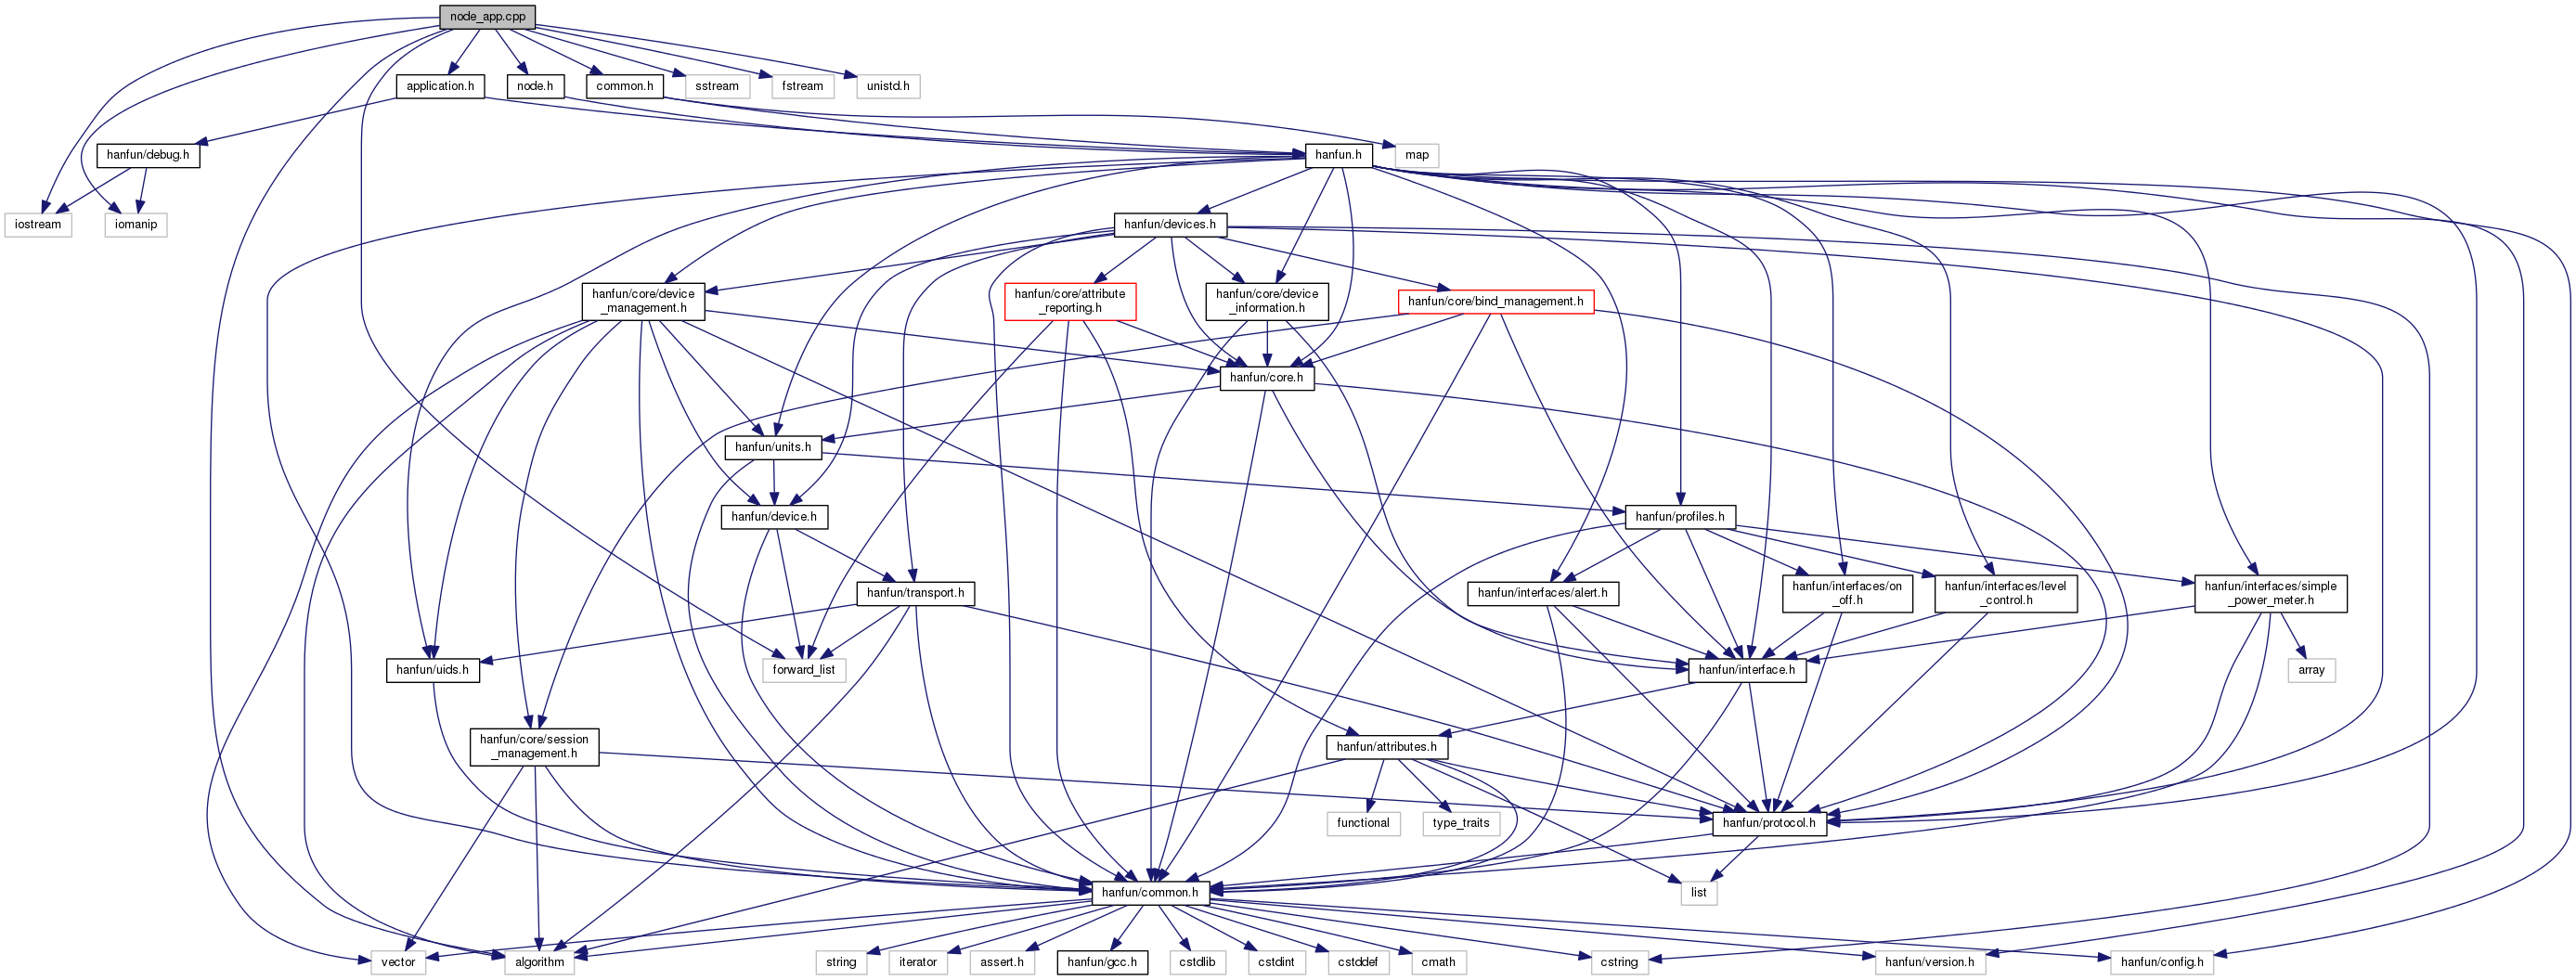 node_app.cpp
application.h
node.h
common.h
sstream
fstream
unistd.h
hanfun/debug.h
hanfun.h
map
iostream
iomanip
hanfun/devices.h
hanfun/core/device
_management.h
hanfun/core/attribute
_reporting.h
hanfun/core/device
_information.h
hanfun/core/bind_management.h
hanfun/core.h
hanfun/units.h
hanfun/device.h
hanfun/profiles.h
hanfun/transport.h
hanfun/interfaces/alert.h
hanfun/interfaces/on
_off.h
hanfun/interfaces/level
_control.h
hanfun/interfaces/simple
_power_meter.h
hanfun/uids.h
forward_list
hanfun/interface.h
array
hanfun/core/session
_management.h
hanfun/attributes.h
functional
type_traits
hanfun/protocol.h
hanfun/common.h
list
vector
algorithm
string
iterator
assert.h
hanfun/gcc.h
cstdlib
cstdint
cstddef
cmath
cstring
hanfun/version.h
hanfun/config.h